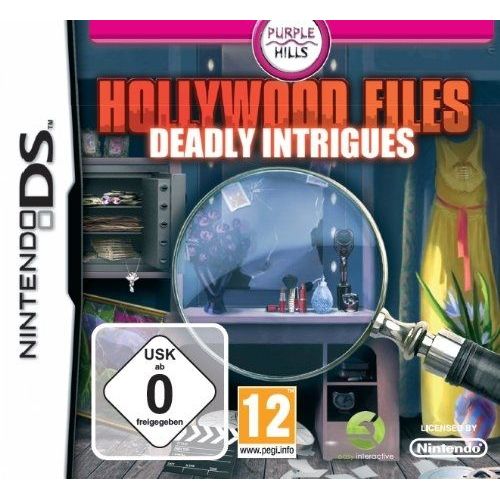 PURPLE
HILLS
HOLLYWOOD FILES
DEADLY INTRIGUES
NINTENDO DS™
USK
ab
0
freigegeben
12
www.pegi.info
easy interactive
LICENSED BY
Nintendo